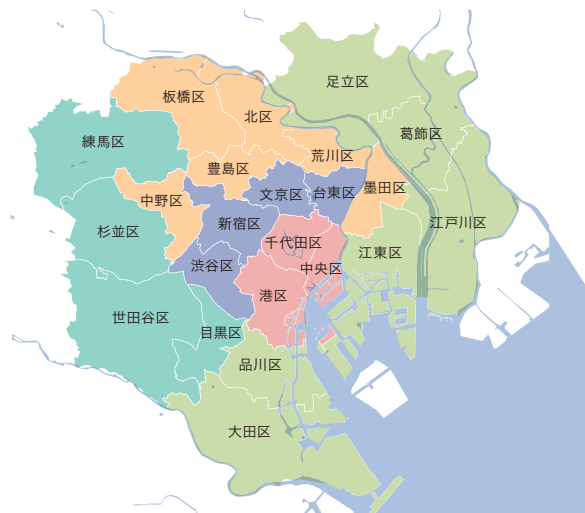 足立区
板橋区
北区
葛飾区
練馬区
荒川区
豊島区
墨田区
文京区
台東区
中野区
新宿区
江戸川区
杉並区
千代田区
江東区
渋谷区
中央区
港区
世田谷区
目黒区
品川区
大田区